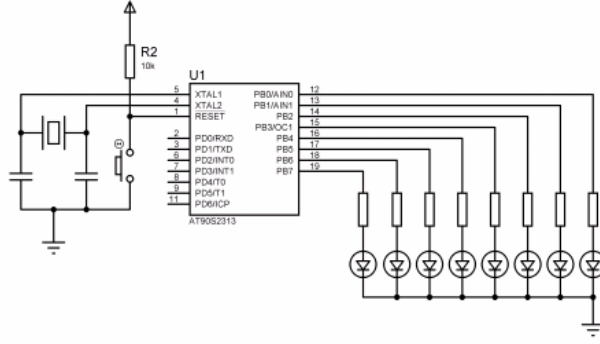 R2
10k
U1
5 XTAL1 PB0/AIN0 12
4 XTAL2 PB1/AIN1 13
1 RESET PB2 14
PB3/OC1 15
2 PD0/RXD PB4 16
3 PD1/TXD PB5 17
6 PD2/INT0 PB6 18
7 PD3/INT1 PB7 19
8 PD4/T0
9 PD5/T1
11 PD6/ICP
AT90S2313